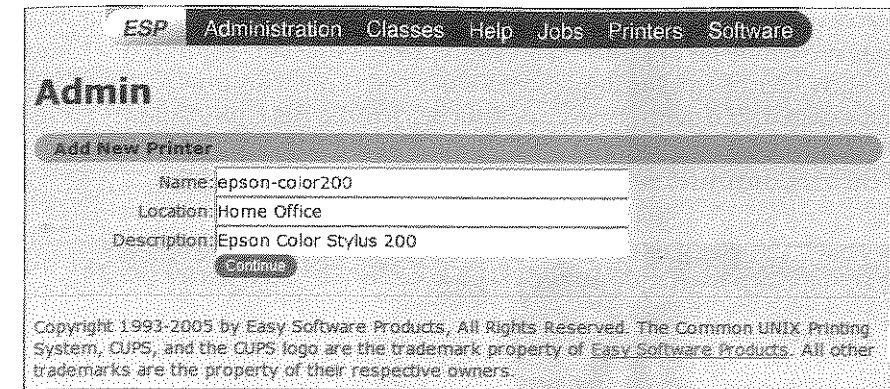 ESP Administration Classes Help Jobs Printers Software
Admin
Add New Printer
Name: epson-color200
Location: Home Office
Description: Epson Color Stylus 200
Continue
Copyright 1993-2005 by Easy Software Products, All Rights Reserved. The Common UNIX Printing
System, CUPS, and the CUPS logo are the trademark property of Easy Software Products. All other
trademarks are the property of their respective owners.